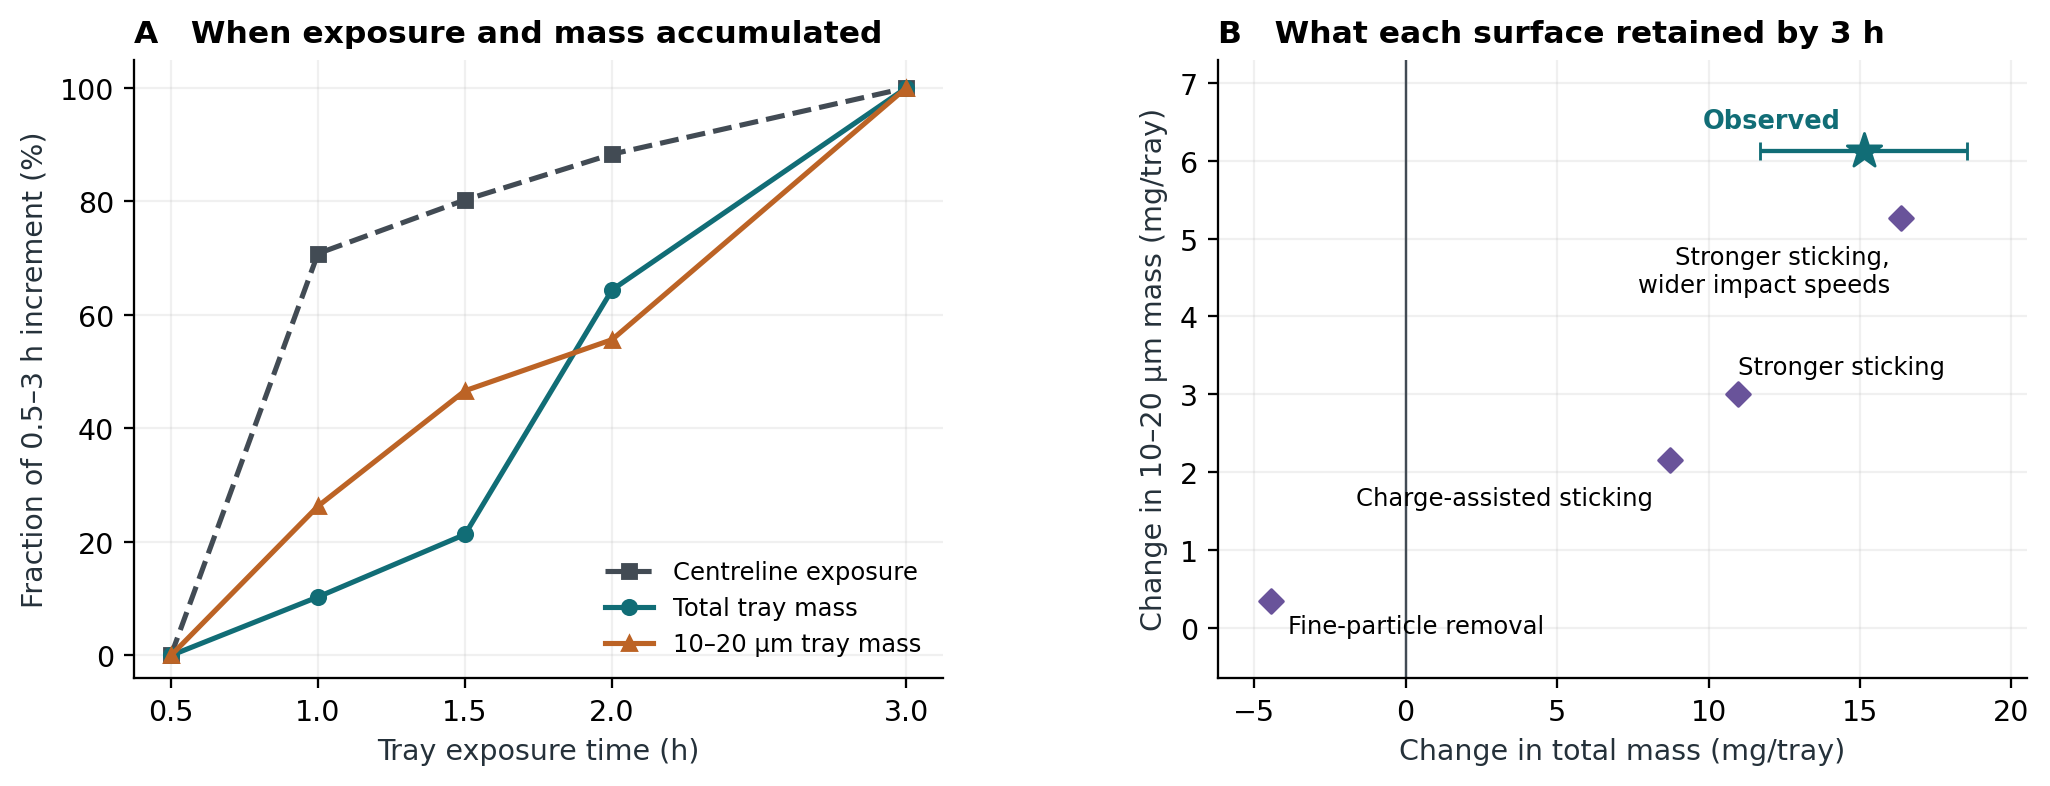 A When exposure and mass accumulated
Fraction of 0.5–3 h increment (%)
100
80
60
40
20
0
Centreline exposure
Total tray mass
10–20 µm tray mass
0.5
1.0
1.5
2.0
3.0
Tray exposure time (h)
B What each surface retained by 3 h
Change in 10–20 µm mass (mg/tray)
7
6
5
4
3
2
1
0
Observed
Stronger sticking,
wider impact speeds
Stronger sticking
Charge-assisted sticking
Fine-particle removal
−5
0
5
10
15
20
Change in total mass (mg/tray)